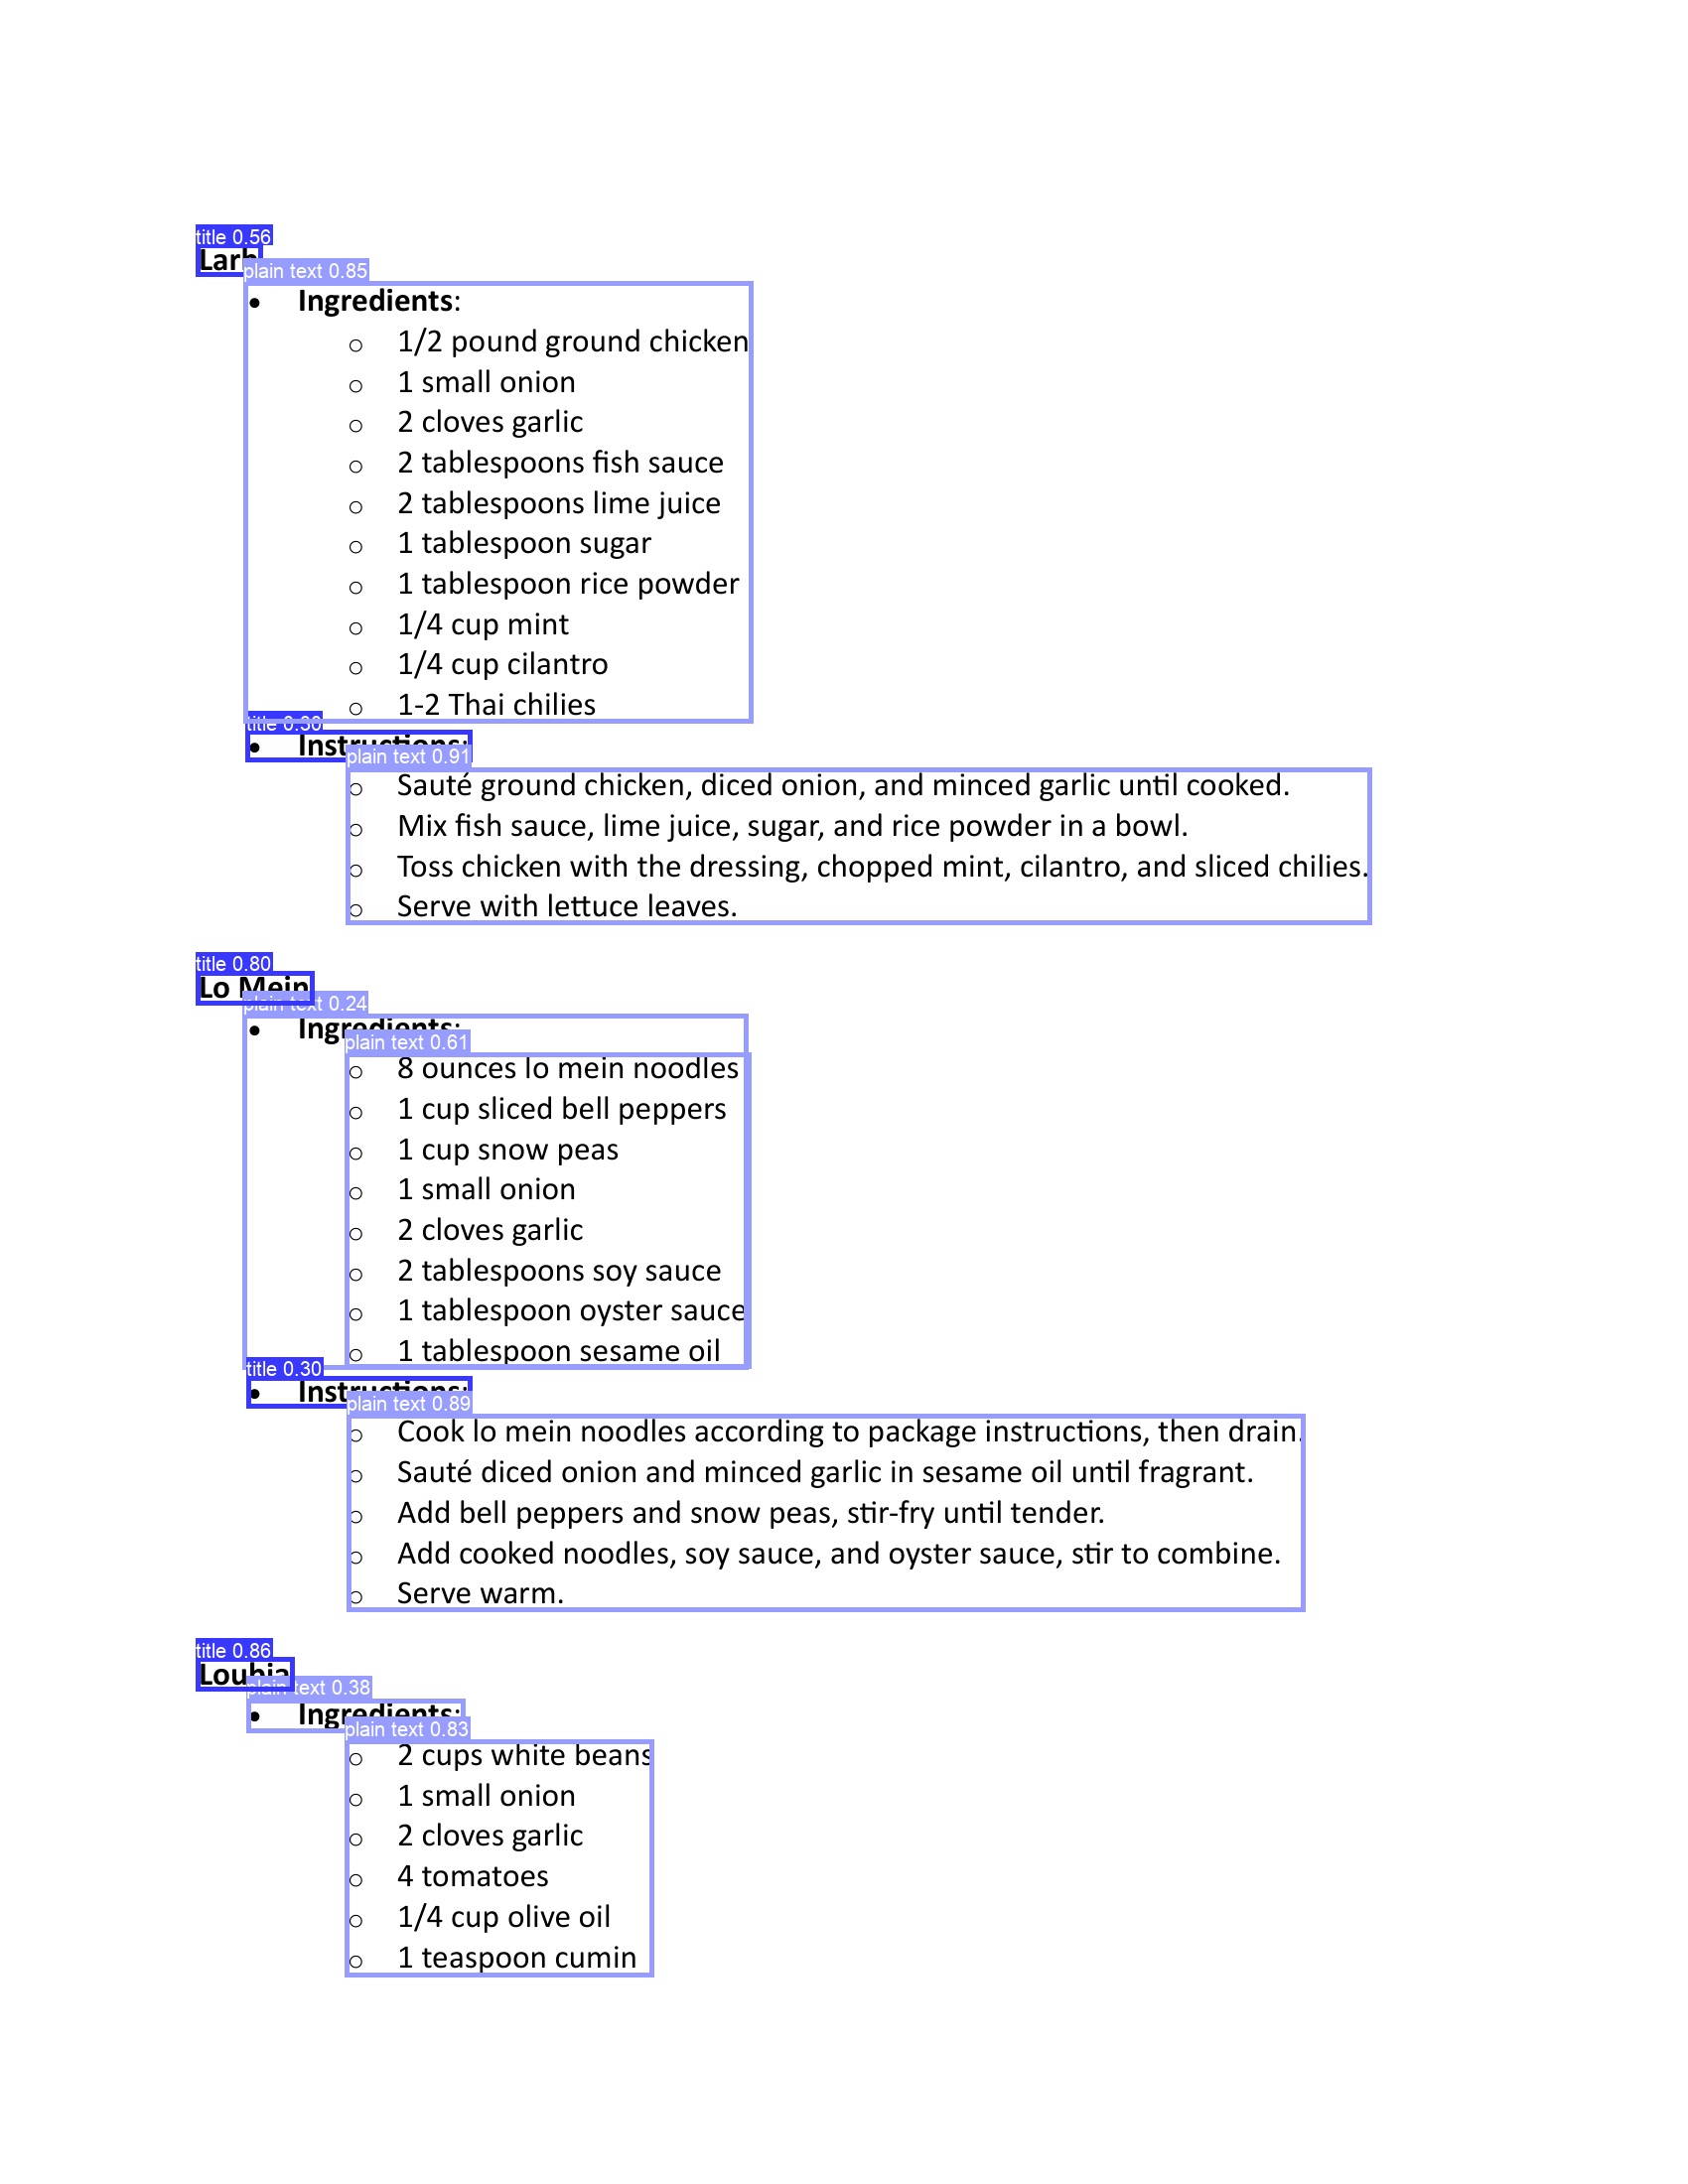 title 0.56
Larb
plain text 0.85
• Ingredients:
○ 1/2 pound ground chicken
○ 1 small onion
○ 2 cloves garlic
○ 2 tablespoons fish sauce
○ 2 tablespoons lime juice
○ 1 tablespoon sugar
○ 1 tablespoon rice powder
○ 1/4 cup mint
○ 1/4 cup cilantro
○ 1-2 Thai chilies
title 0.30
• Instructions:
plain text 0.91
○ Sauté ground chicken, diced onion, and minced garlic until cooked.
○ Mix fish sauce, lime juice, sugar, and rice powder in a bowl.
○ Toss chicken with the dressing, chopped mint, cilantro, and sliced chilies.
○ Serve with lettuce leaves.
title 0.80
Lo Mein
plain text 0.24
• Ingredients:
plain text 0.61
○ 8 ounces lo mein noodles
○ 1 cup sliced bell peppers
○ 1 cup snow peas
○ 1 small onion
○ 2 cloves garlic
○ 2 tablespoons soy sauce
○ 1 tablespoon oyster sauce
○ 1 tablespoon sesame oil
title 0.30
• Instructions:
plain text 0.89
○ Cook lo mein noodles according to package instructions, then drain.
○ Sauté diced onion and minced garlic in sesame oil until fragrant.
○ Add bell peppers and snow peas, stir-fry until tender.
○ Add cooked noodles, soy sauce, and oyster sauce, stir to combine.
○ Serve warm.
title 0.86
Loubia
plain text 0.38
• Ingredients:
plain text 0.83
○ 2 cups white beans
○ 1 small onion
○ 2 cloves garlic
○ 4 tomatoes
○ 1/4 cup olive oil
○ 1 teaspoon cumin